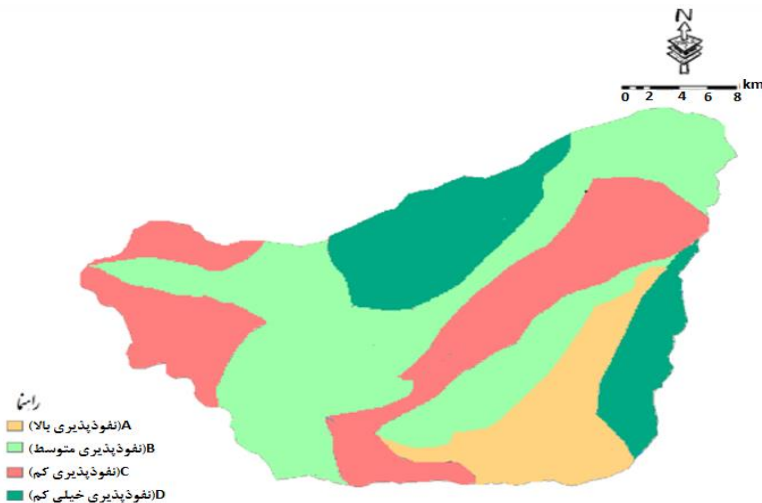 N
km
0 2 4 6 8
راهنما
A(نفوذپذیری بالا)
B(نفوذپذیری متوسط)
C(نفوذپذیری کم)
D(نفوذپذیری خیلی کم)